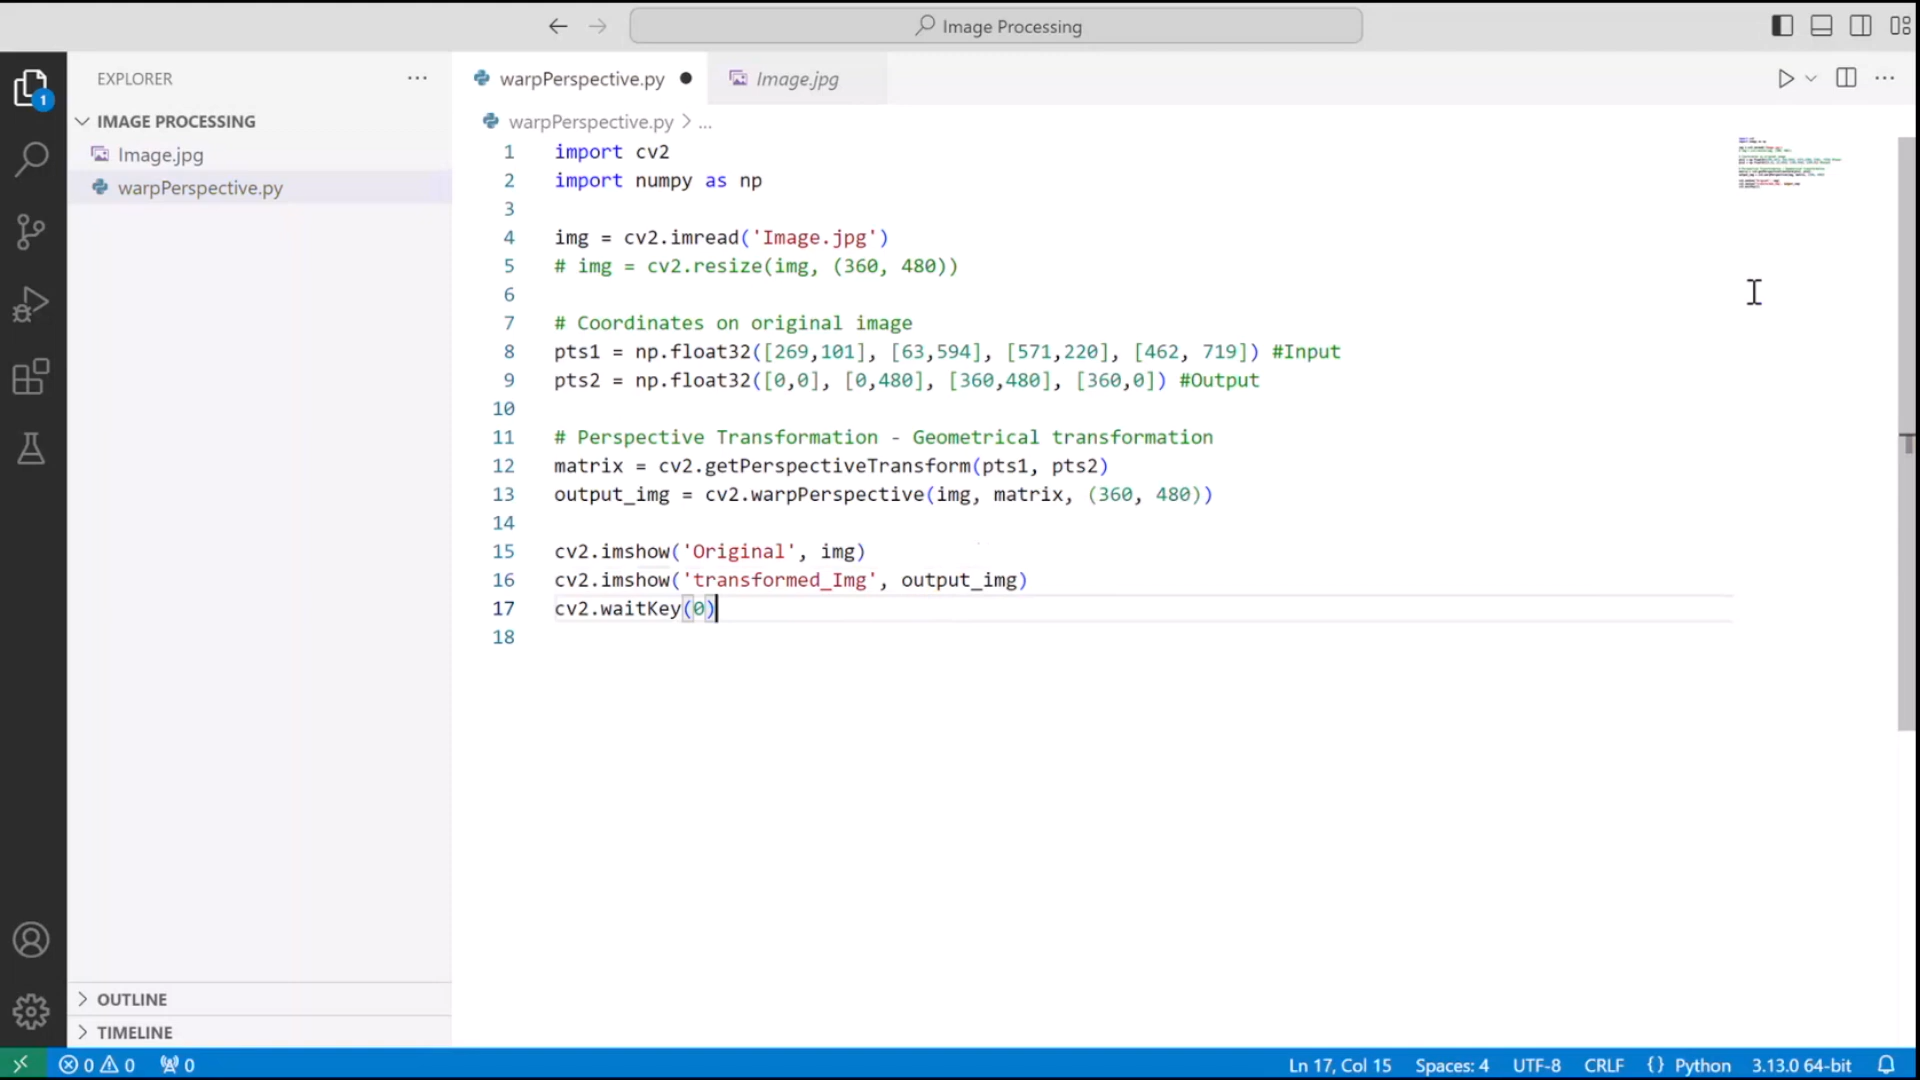 Image Processing
EXPLORER
IMAGE PROCESSING
Image.jpg
warpPerspective.py
OUTLINE
TIMELINE
1
warpPerspective.py
Image.jpg
warpPerspective.py > ...
1 import cv2
2 import numpy as np
3
4 img = cv2.imread('Image.jpg')
5 # img = cv2.resize(img, (360, 480))
6
7 # Coordinates on original image
8 pts1 = np.float32([269,101], [63,594], [571,220], [462, 719]) #Input
9 pts2 = np.float32([0,0], [0,480], [360,480], [360,0]) #Output
10
11 # Perspective Transformation - Geometrical transformation
12 matrix = cv2.getPerspectiveTransform(pts1, pts2)
13 output_img = cv2.warpPerspective(img, matrix, (360, 480))
14
15 cv2.imshow('Original', img)
16 cv2.imshow('transformed_Img', output_img)
17 cv2.waitKey(0)
18
0 0 0
Ln 17, Col 15 Spaces: 4 UTF-8 CRLF {} Python 3.13.0 64-bit